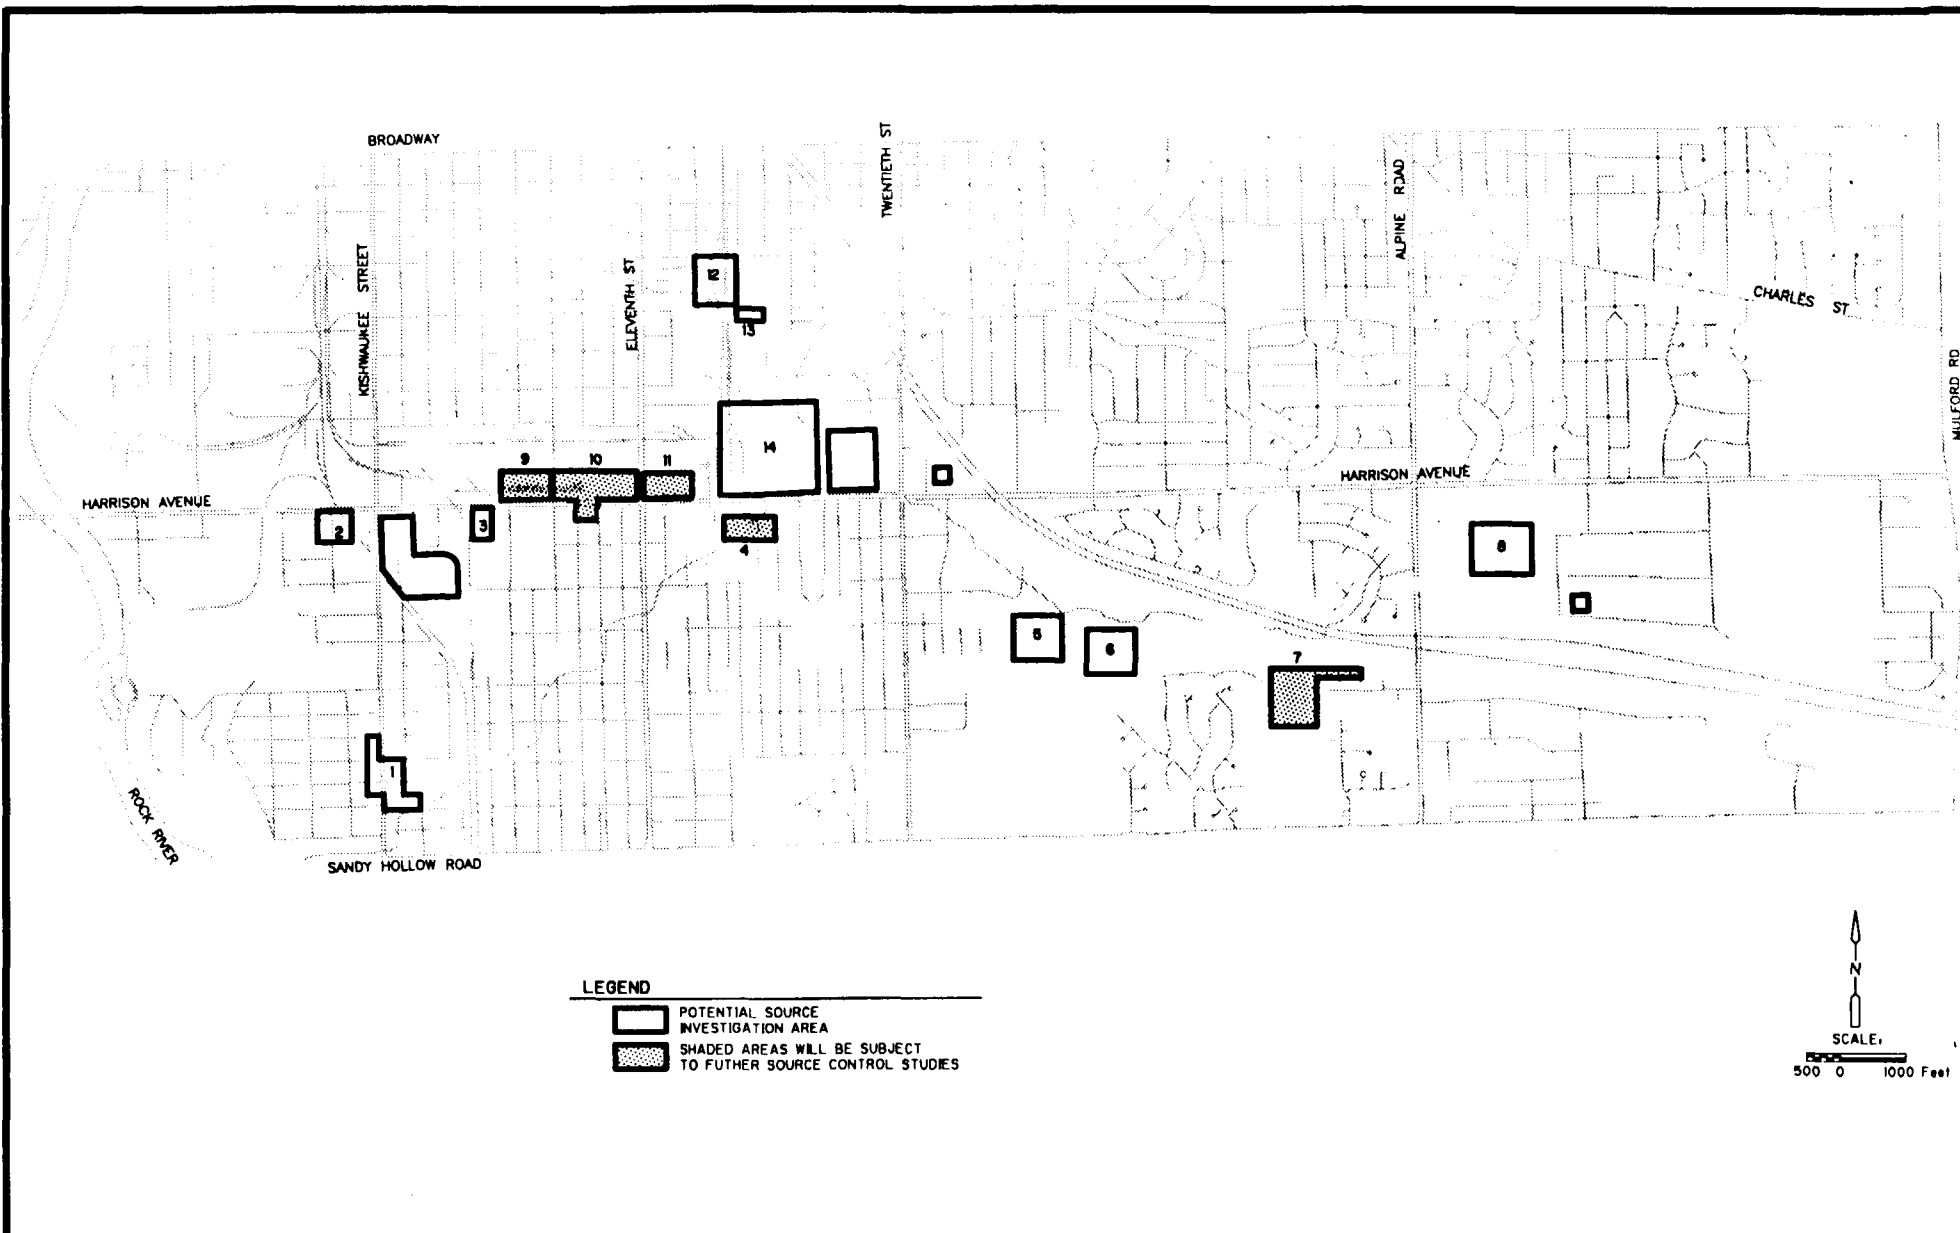 BROADWAY
TWENTIETH ST
ALPINE ROAD
KISHWAUKEE STREET
ELEVENTH ST
12
13
CHARLES ST
MULFORD RD
9
10
11
14
HARRISON AVENUE
HARRISON AVENUE
2
3
4
8
5
6
7
1
ROCK RIVER
SANDY HOLLOW ROAD
N
SCALE:
500 0 1000 Feet
LEGEND
POTENTIAL SOURCE
INVESTIGATION AREA
SHADED AREAS WILL BE SUBJECT
TO FUTHER SOURCE CONTROL STUDIES